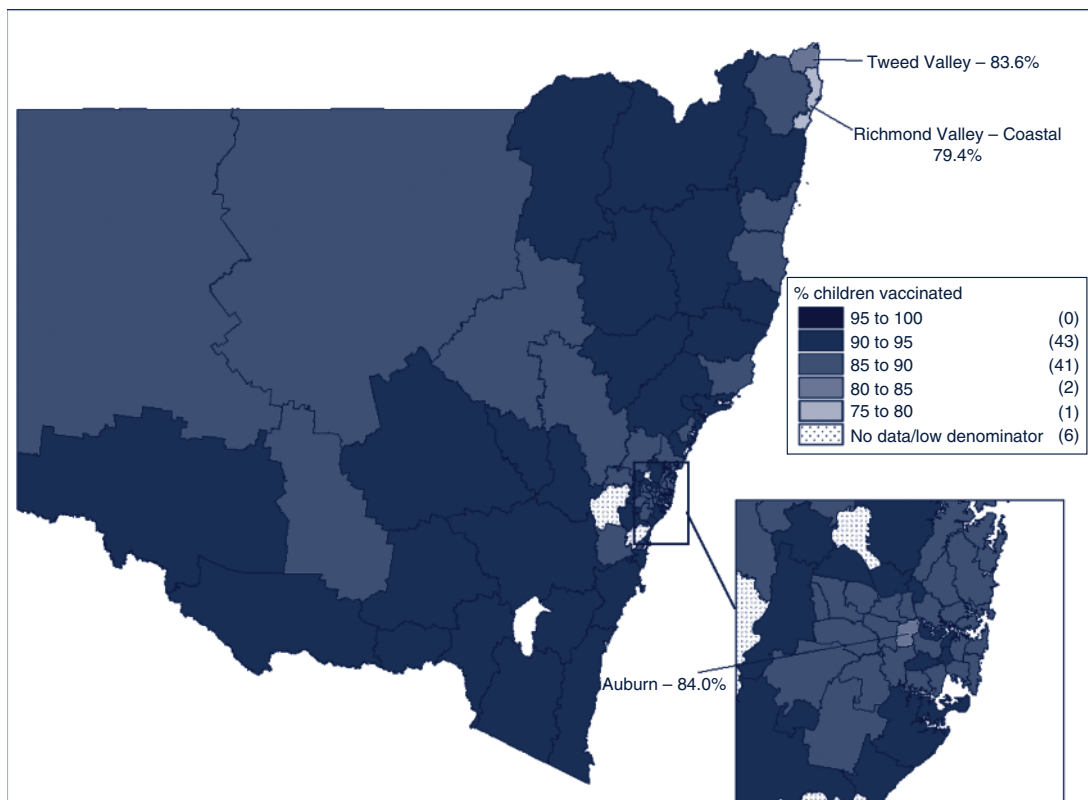 Tweed Valley – 83.6%
Richmond Valley – Coastal
79.4%
% children vaccinated
95 to 100 (0)
90 to 95 (43)
85 to 90 (41)
80 to 85 (2)
75 to 80 (1)
No data/low denominator (6)
Auburn – 84.0%